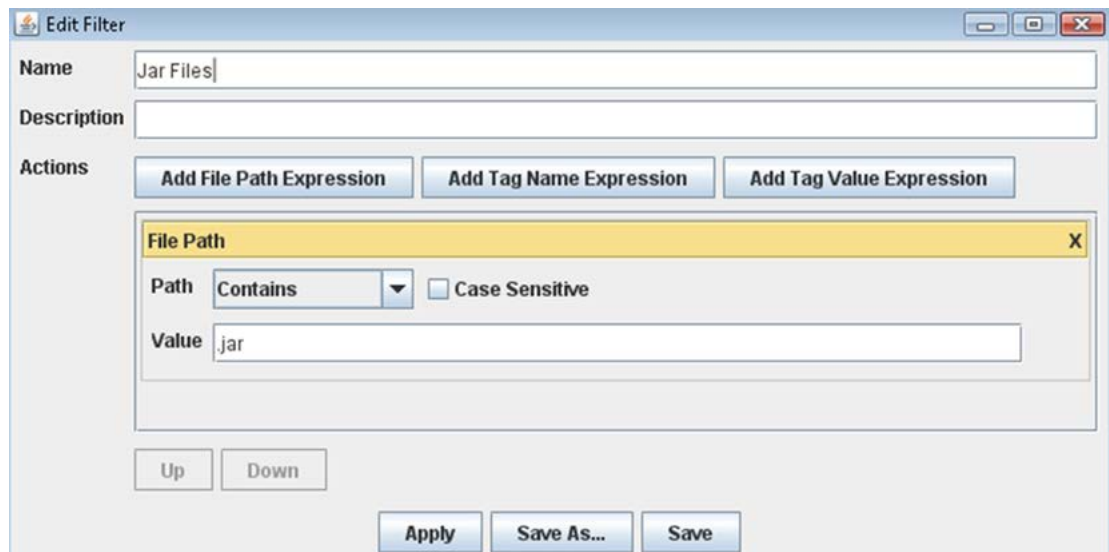 Edit Filter
Name Jar Files
Description
Actions Add File Path Expression Add Tag Name Expression Add Tag Value Expression
File Path X
Path Contains Case Sensitive
Value .jar
Up Down
Apply Save As... Save